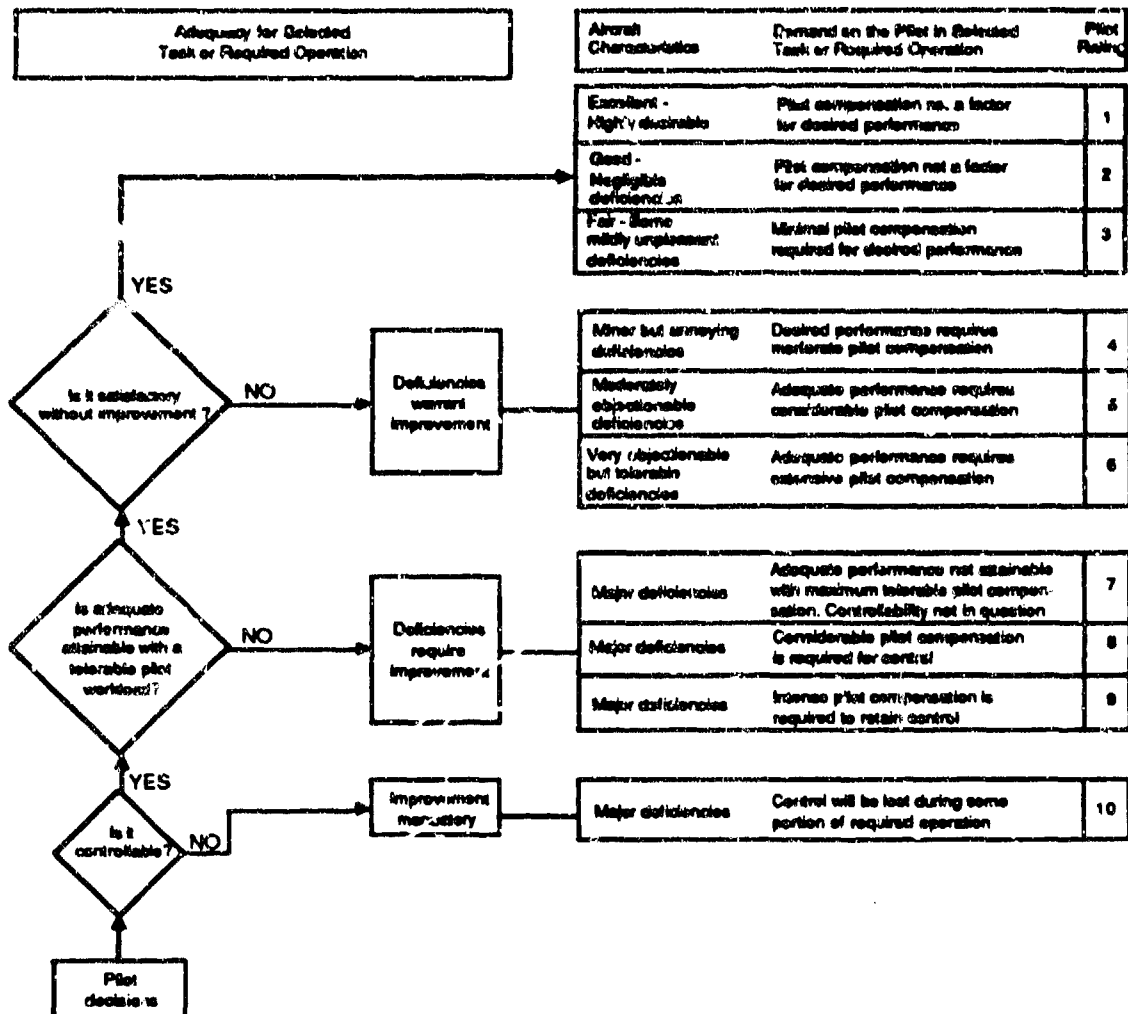 Adequacy for Selected
Task or Required Operation
Aircraft
Characteristics
Demand on the Pilot in Selected
Task or Required Operation
Pilot
Rating
Excellent -
Highly desirable
Pilot compensation not a factor
for desired performance
1
Good -
Negligible
deficiencies
Pilot compensation not a factor
for desired performance
2
Fair - Some
mildly unpleasant
deficiencies
Minimal pilot compensation
required for desired performance
3
YES
Is it satisfactory
without improvement ?
NO
Deficiencies
warrant
improvement
Minor but annoying
deficiencies
Desired performance requires
moderate pilot compensation
4
Moderately
objectionable
deficiencies
Adequate performance requires
considerable pilot compensation
5
Very objectionable
but tolerable
deficiencies
Adequate performance requires
extensive pilot compensation
6
YES
Is adequate
performance
attainable with a
tolerable pilot
workload?
NO
Deficiencies
require
improvement
Major deficiencies
Adequate performance not attainable
with maximum tolerable pilot compen-
sation. Controllability not in question
7
Major deficiencies
Considerable pilot compensation
is required for control
8
Major deficiencies
Intense pilot compensation is
required to retain control
9
YES
Is it
controllable?
NO
Improvement
mandatory
Major deficiencies
Control will be lost during some
portion of required operation
10
Pilot
decisions